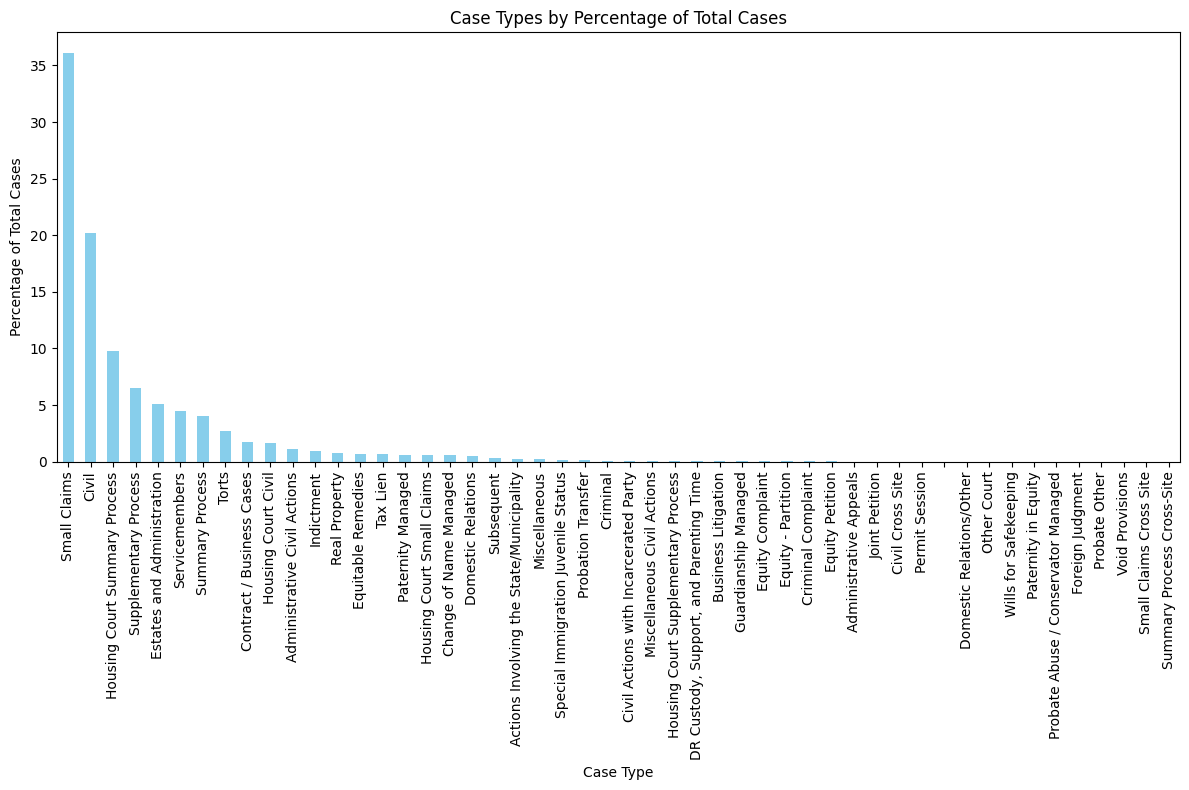 Case Types by Percentage of Total Cases
Percentage of Total Cases
35
30
25
20
15
10
5
0
Small Claims
Civil
Housing Court Summary Process
Supplementary Process
Estates and Administration
Servicemembers
Summary Process
Torts
Contract / Business Cases
Housing Court Civil
Administrative Civil Actions
Indictment
Real Property
Equitable Remedies
Tax Lien
Paternity Managed
Housing Court Small Claims
Change of Name Managed
Domestic Relations
Subsequent
Actions Involving the State/Municipality
Miscellaneous
Special Immigration Juvenile Status
Probation Transfer
Criminal
Civil Actions with Incarcerated Party
Miscellaneous Civil Actions
Housing Court Supplementary Process
DR Custody, Support, and Parenting Time
Business Litigation
Guardianship Managed
Equity Complaint
Equity - Partition
Criminal Complaint
Equity Petition
Administrative Appeals
Joint Petition
Civil Cross Site
Permit Session
Domestic Relations/Other
Other Court
Wills for Safekeeping
Paternity in Equity
Probate Abuse / Conservator Managed
Foreign Judgment
Probate Other
Void Provisions
Small Claims Cross Site
Summary Process Cross-Site
Case Type